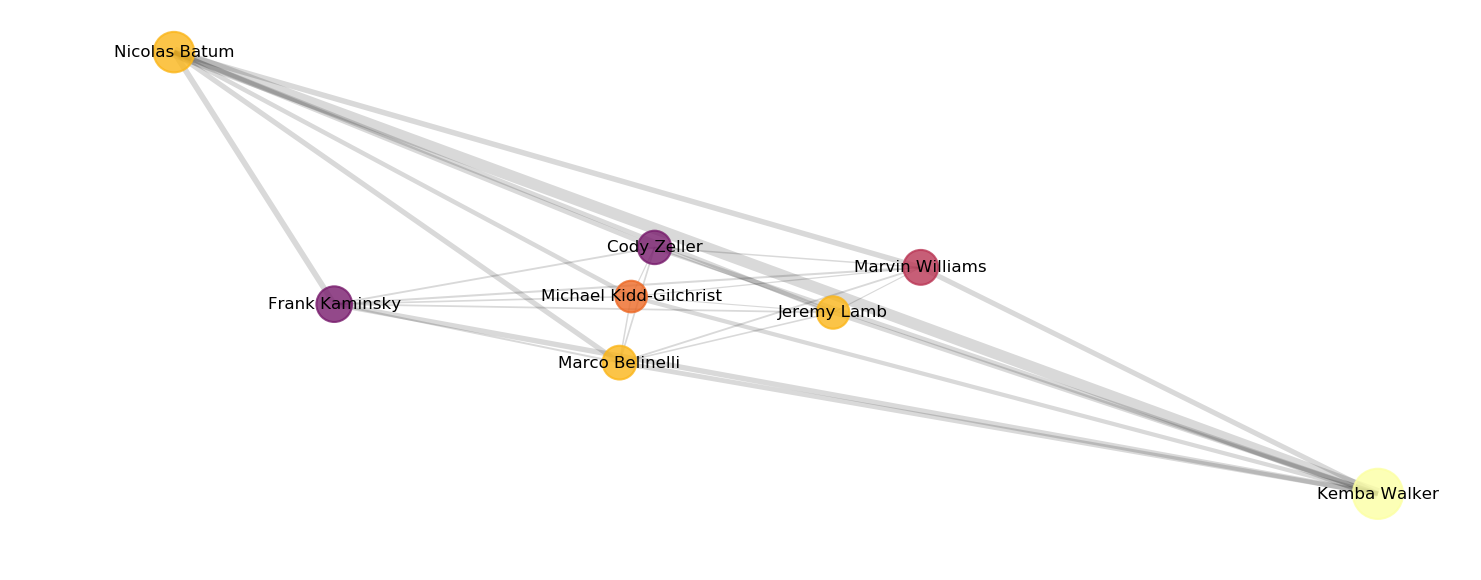 Nicolas Batum
Cody Zeller
Marvin Williams
Michael Kidd-Gilchrist
Frank Kaminsky
Jeremy Lamb
Marco Belinelli
Kemba Walker